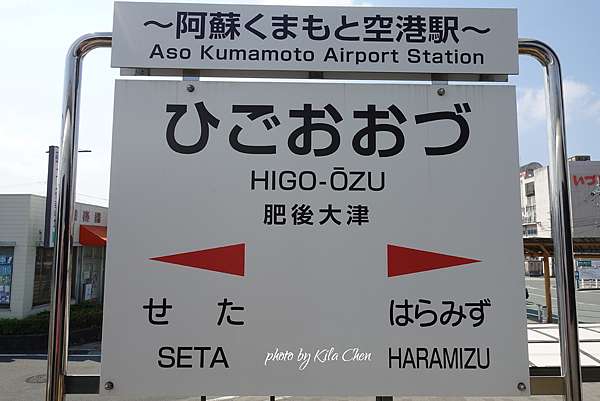 ～阿蘇くまもと空港駅～
Aso Kumamoto Airport Station
ひごおおづ
HIGO-ŌZU
肥後大津
せた
はらみず
SETA
HARAMIZU
photo by Kila Chen